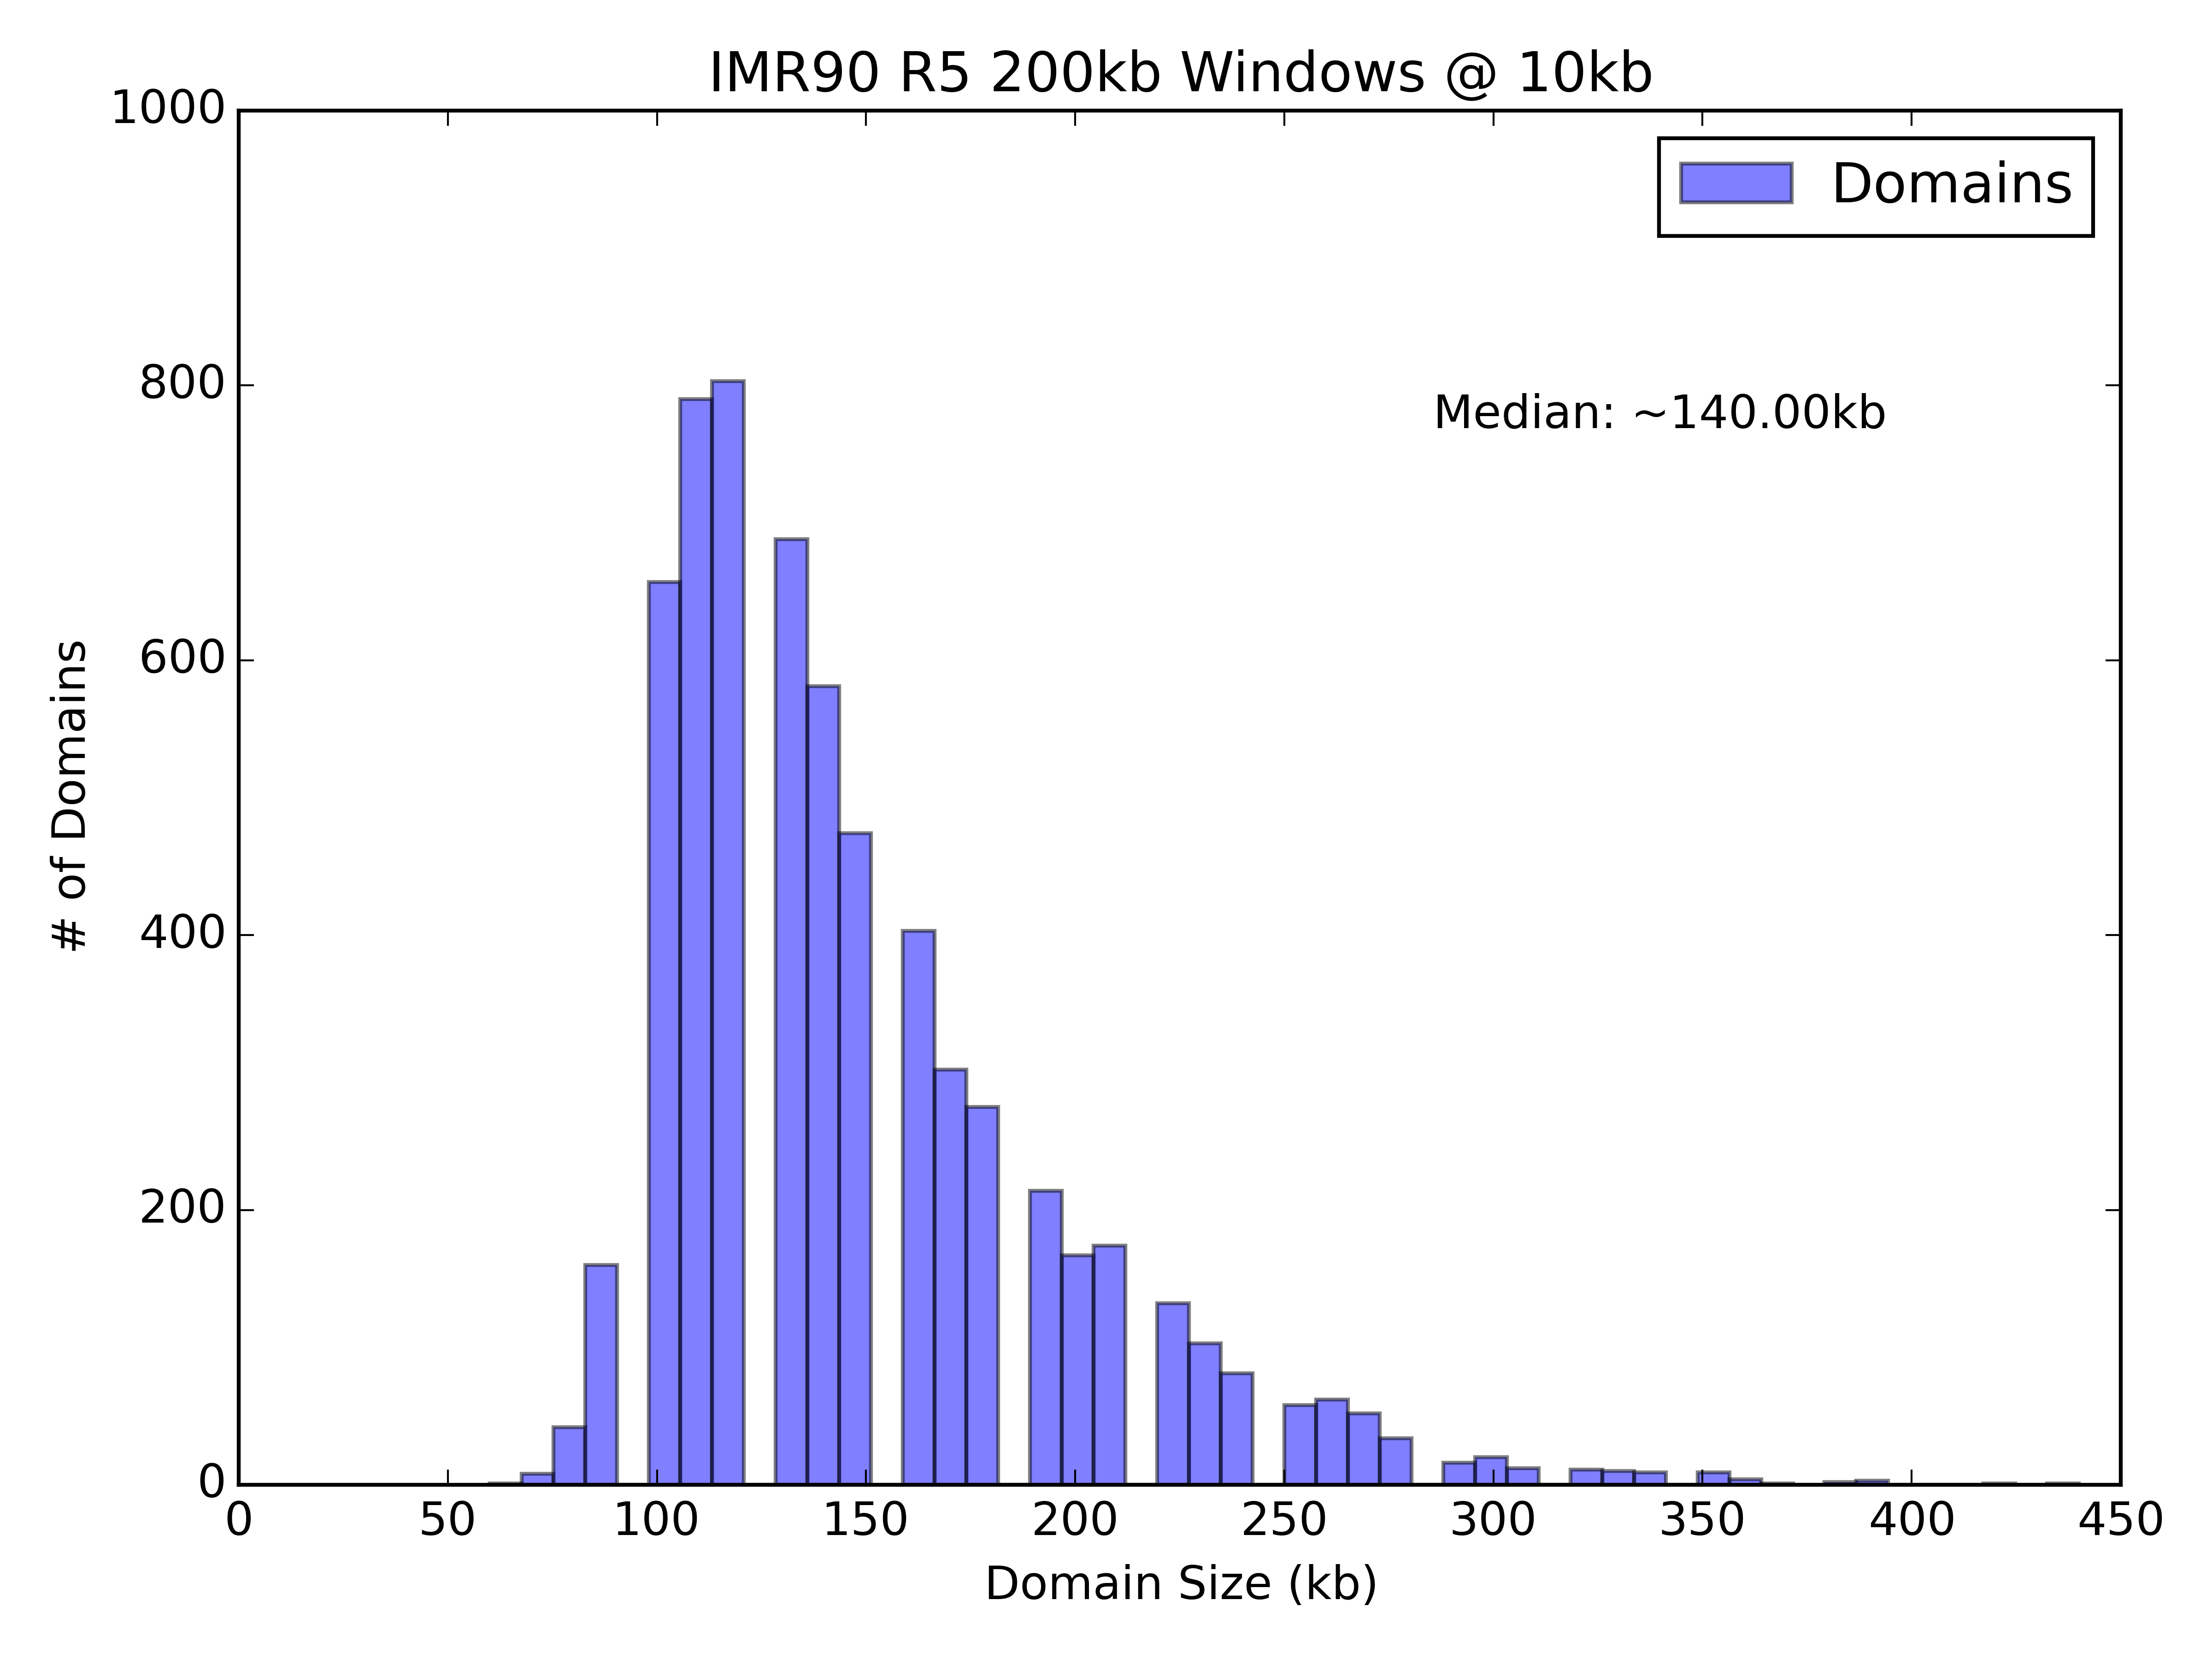 IMR90 R5 200kb Windows @ 10kb
1000
800
600
400
200
0
# of Domains
Domains
Median: ~140.00kb
0 50 100 150 200 250 300 350 400 450
Domain Size (kb)